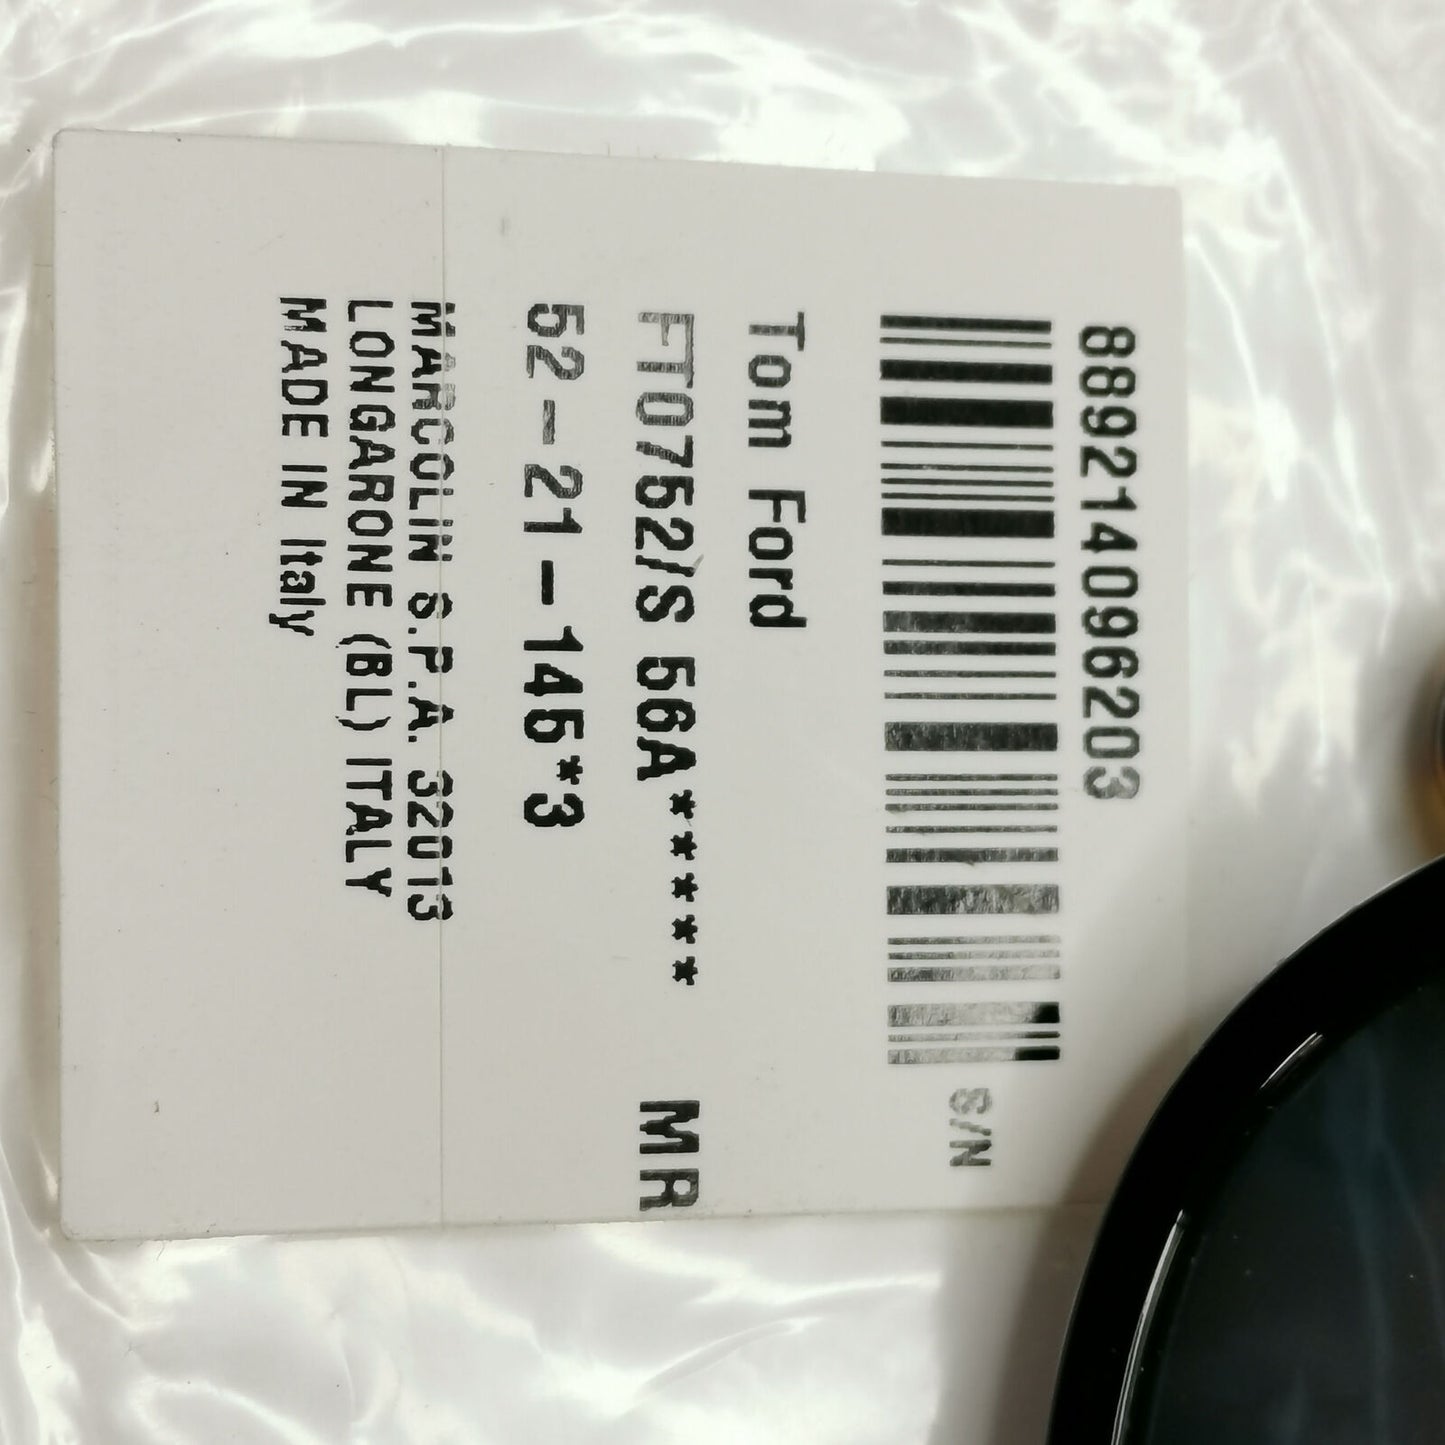 889214096203
S/N
Tom Ford
FT0752/S 56A***** MR
52-21-145*3
MARCOLIN S.P.A. 32013
LONGARONE (BL) ITALY
MADE IN Italy